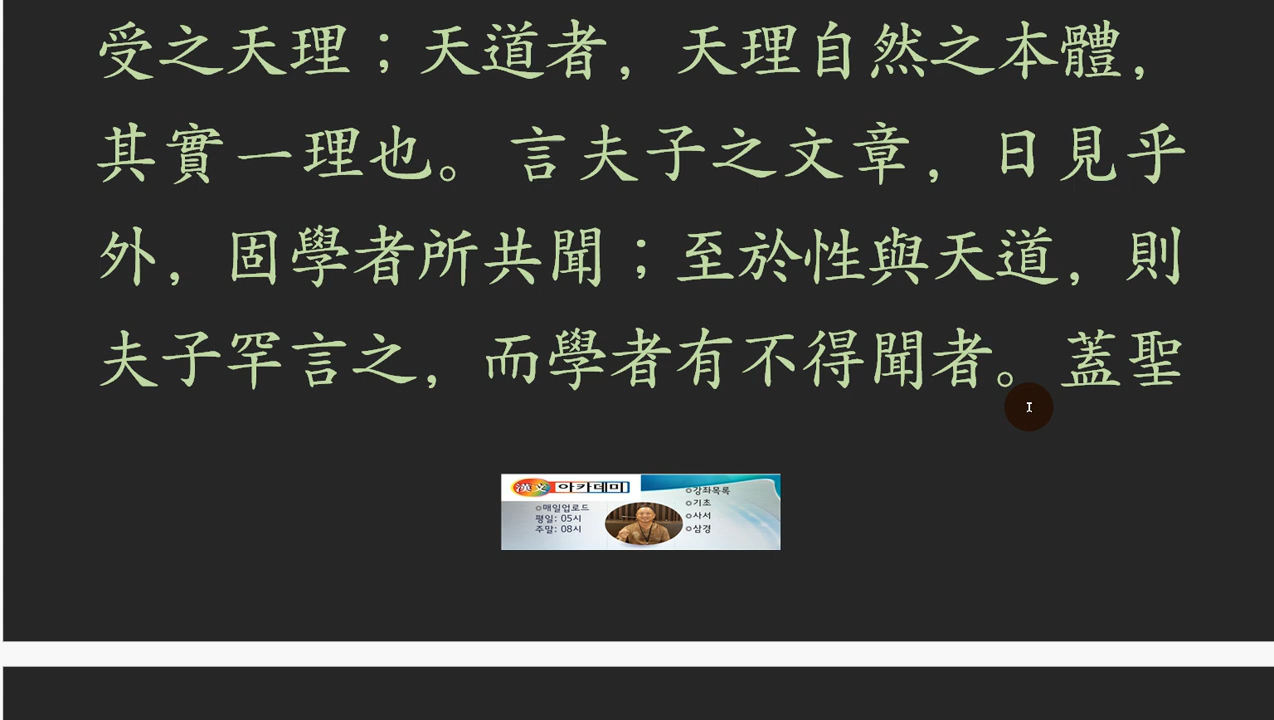 受之天理；天道者，天理自然之本體，
其實一理也。言夫子之文章，日見乎
外，固學者所共聞；至於性與天道，則
夫子罕言之，而學者有不得聞者。蓋聖
漢文 아카데미
매일업로드
평일: 05시
주말: 08시
강좌목록
기초
사서
삼경